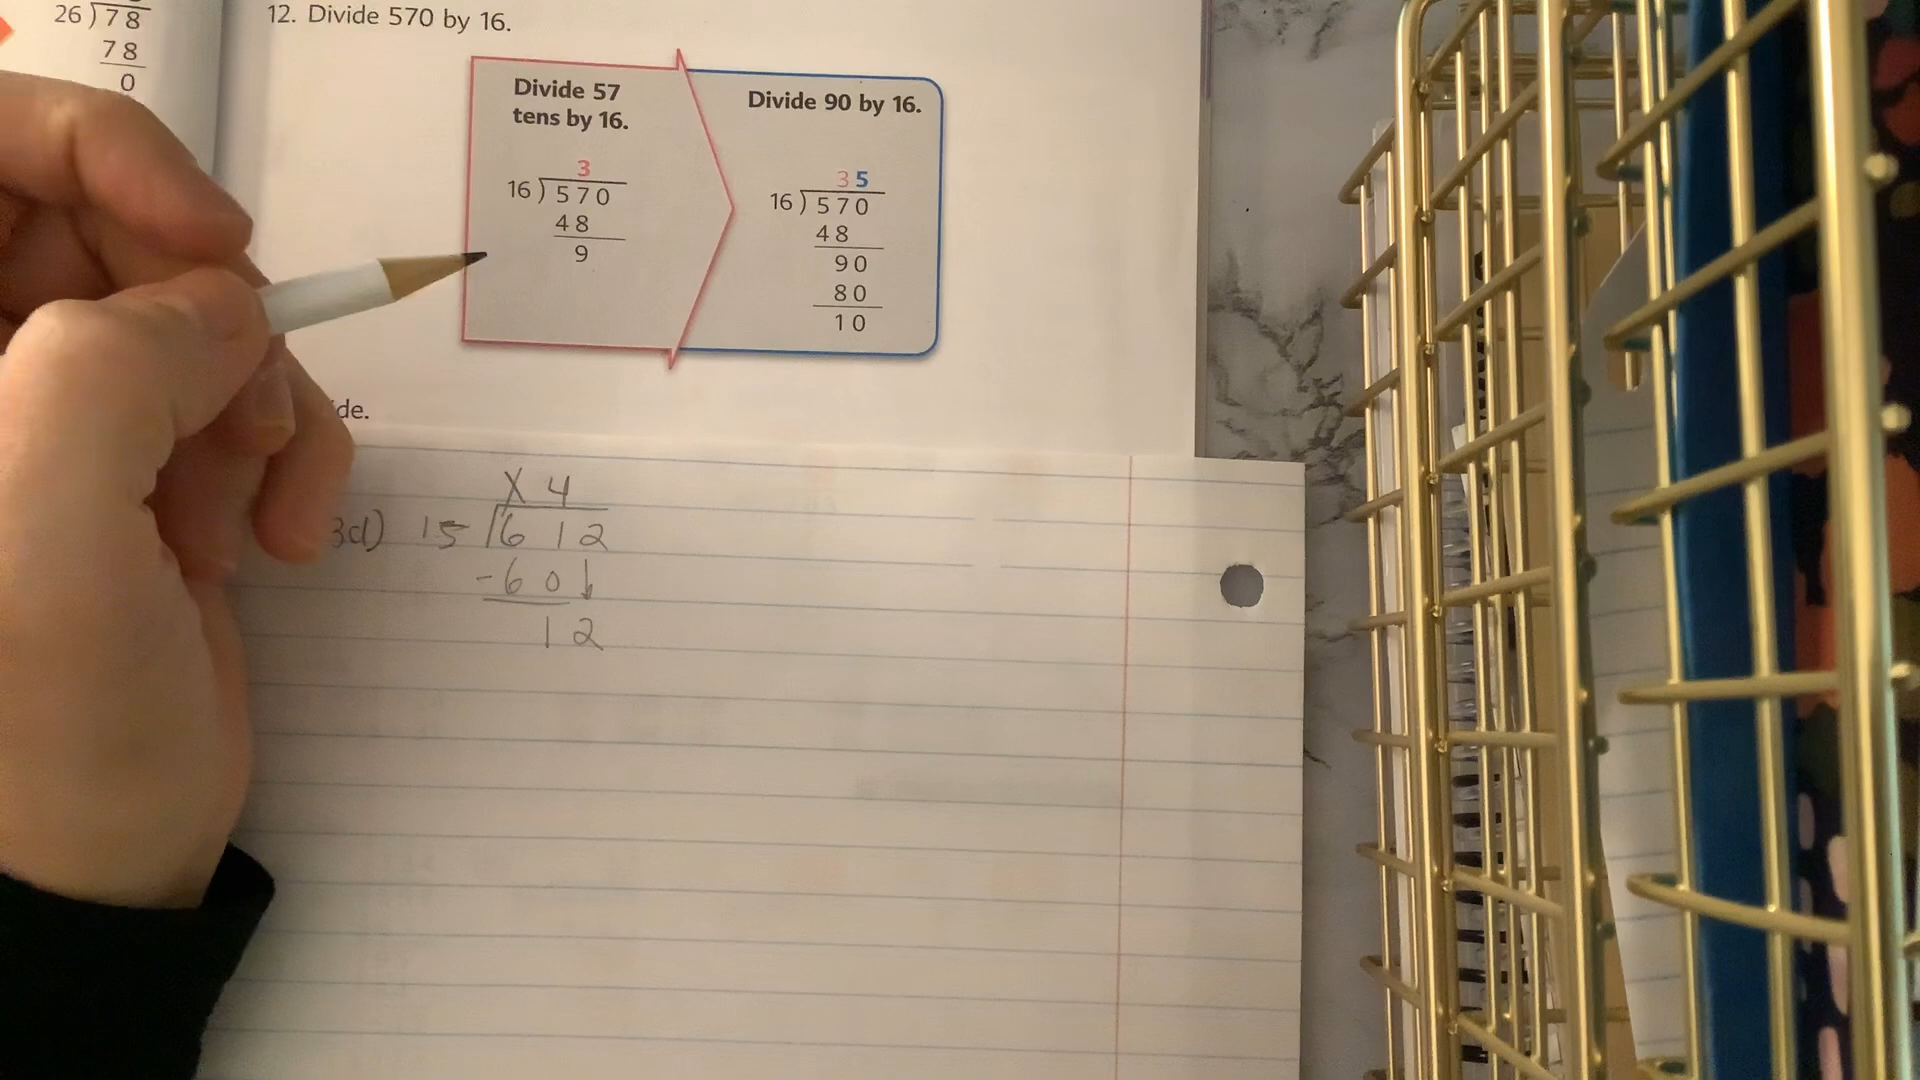 26)78
78
0
12. Divide 570 by 16.
Divide 57
tens by 16.
3
16)570
48
9
Divide 90 by 16.
35
16)570
48
90
80
10
de.
X 4
3d) 15 612
-60↓
12